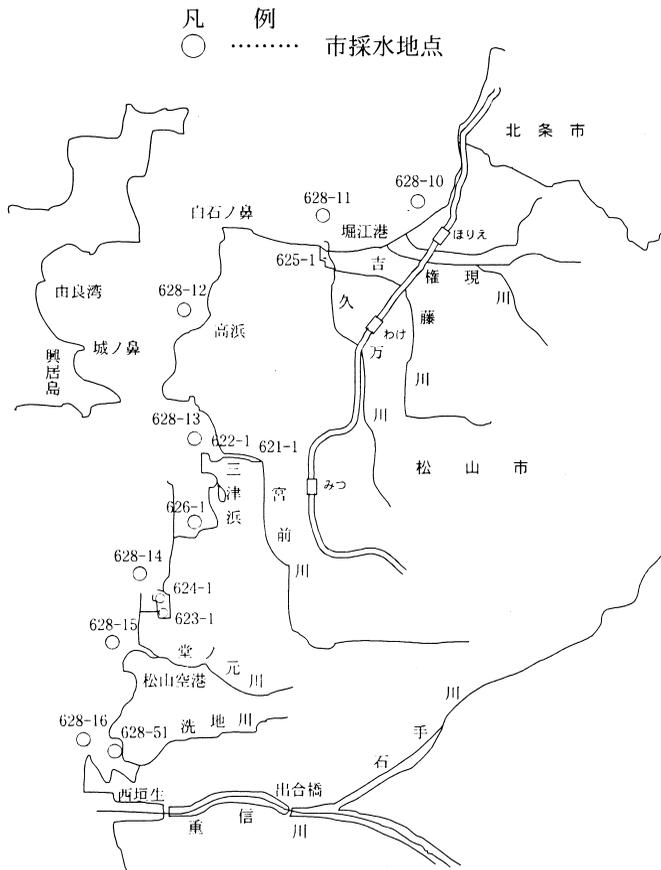 凡 例
○ ‥‥‥‥ 市採水地点
北条市
628-10
628-11
白石ノ鼻
堀江港
ほりえ
625-1
吉
権現
川
由良湾
628-12
久
藤
高浜
わけ
城ノ鼻
万
興居島
川
川
628-13
622-1
621-1
松山市
三津浜
みつ
宮前
626-1
628-14
川
624-1
623-1
628-15
堂ノ元川
松山空港
川
628-16
洗地川
628-51
手
石
西垣生
出合橋
重信
川